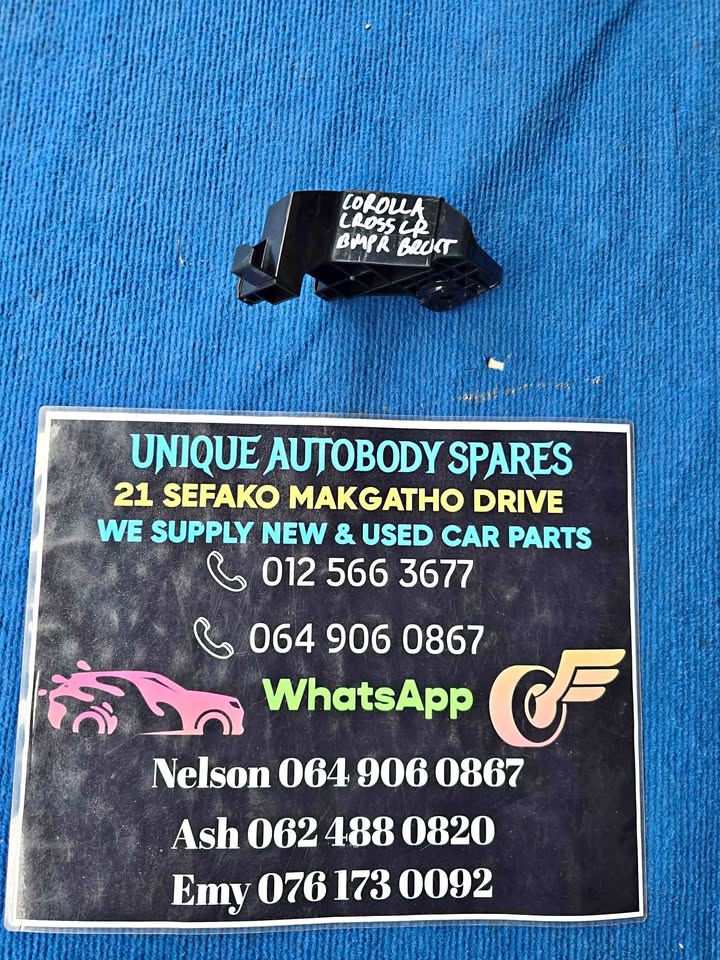 COROLLA
CROSS LR
BMPR BRCKT
UNIQUE AUTOBODY SPARES
21 SEFAKO MAKGATHO DRIVE
WE SUPPLY NEW & USED CAR PARTS
012 566 3677
064 906 0867
WhatsApp
Nelson 064 906 0867
Ash 062 488 0820
Emy 076 173 0092